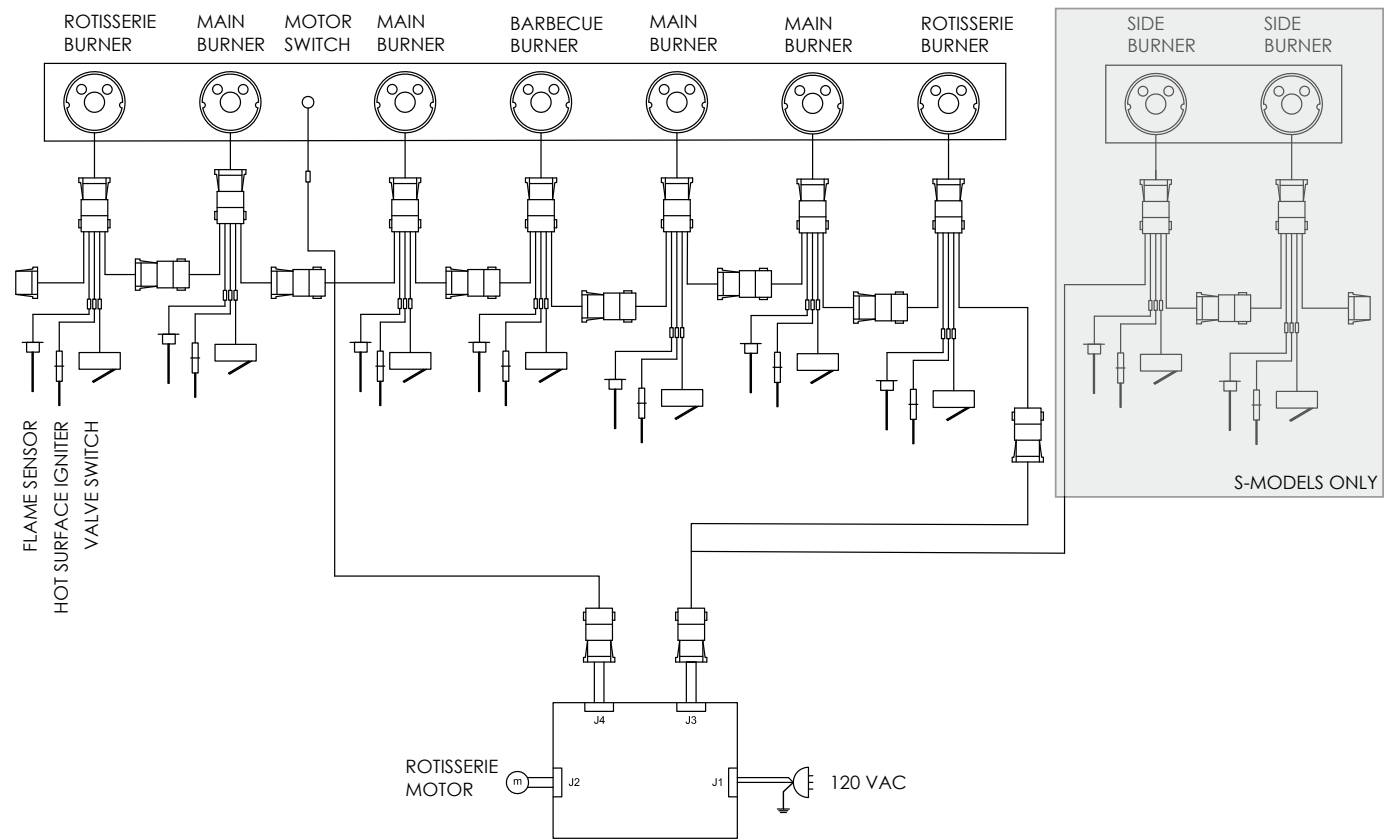 ROTISSERIE
BURNER
MAIN
BURNER
MOTOR
SWITCH
MAIN
BURNER
BARBECUE
BURNER
MAIN
BURNER
MAIN
BURNER
ROTISSERIE
BURNER
SIDE
BURNER
SIDE
BURNER
FLAME SENSOR
HOT SURFACE IGNITER
VALVE SWITCH
S-MODELS ONLY
J4
J3
ROTISSERIE
MOTOR
m
J2
J1
120 VAC